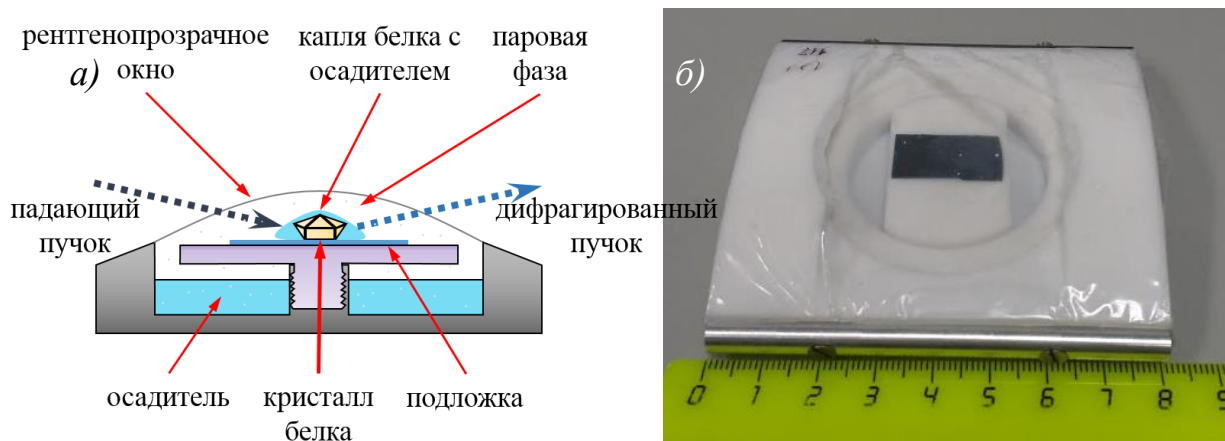 рентгенопрозрачное
окно
а)
капля белка с
осадителем
паровая
фаза
падающий
пучок
дифрагированный
пучок
осадитель
кристалл
белка
подложка
б)
0 1 2 3 4 5 6 7 8 9